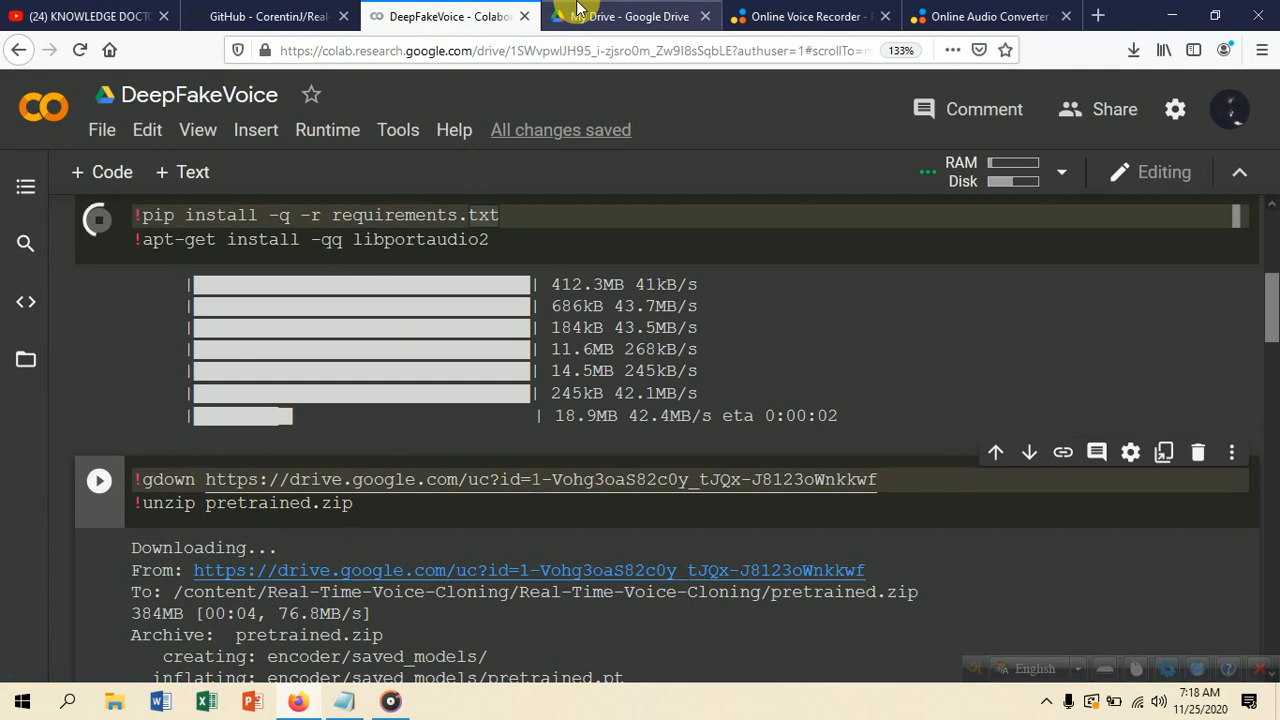 (24) KNOWLEDGE DOCT
GitHub - CorentinJ/Real-
DeepFakeVoice - Colabor
My Drive - Google Drive
Online Voice Recorder -
Online Audio Converter -
https://colab.research.google.com/drive/1SWvpwlJH95_i-zjsro0m_Zw9I8sSqbLE?authuser=1#scrollTo=
133%
DeepFakeVoice
Comment
Share
File Edit View Insert Runtime Tools Help All changes saved
+ Code + Text
RAM
Disk
Editing
!pip install -q -r requirements.txt
!apt-get install -qq libportaudio2
| | 412.3MB 41kB/s
| | 686kB 43.7MB/s
| | 184kB 43.5MB/s
| | 11.6MB 268kB/s
| | 14.5MB 245kB/s
| | 245kB 42.1MB/s
| | 18.9MB 42.4MB/s eta 0:00:02
!gdown https://drive.google.com/uc?id=1-Vohg3oaS82c0y_tJQx-J8123oWnkkwf
!unzip pretrained.zip
Downloading...
From: https://drive.google.com/uc?id=1-Vohg3oaS82c0y_tJQx-J8123oWnkkwf
To: /content/Real-Time-Voice-Cloning/Real-Time-Voice-Cloning/pretrained.zip
384MB [00:04, 76.8MB/s]
Archive: pretrained.zip
creating: encoder/saved_models/
inflating: encoder/saved_models/pretrained.pt
English
7:18 AM
11/25/2020